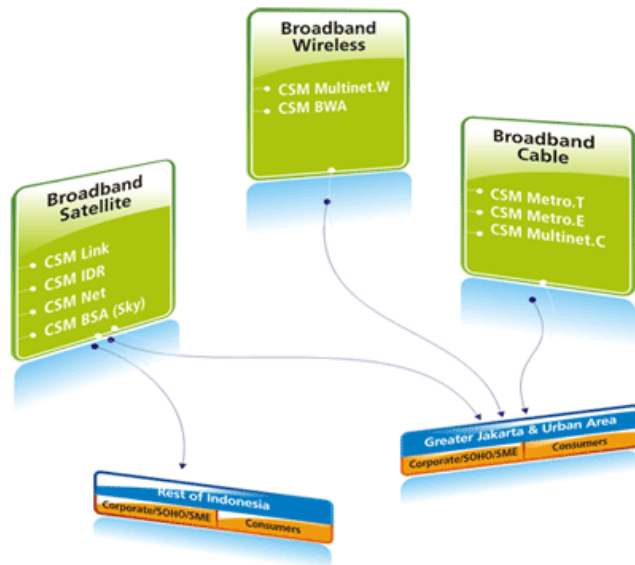 Broadband
Wireless
CSM Multinet.W
CSM BWA
Broadband
Cable
CSM Metro.T
CSM Metro.E
CSM Multinet.C
Broadband
Satellite
CSM Link
CSM IDR
CSM Net
CSM BSA (Sky)
Greater Jakarta & Urban Area
Corporate/SOHO/SME
Consumers
Rest of Indonesia
Corporate/SOHO/SME
Consumers